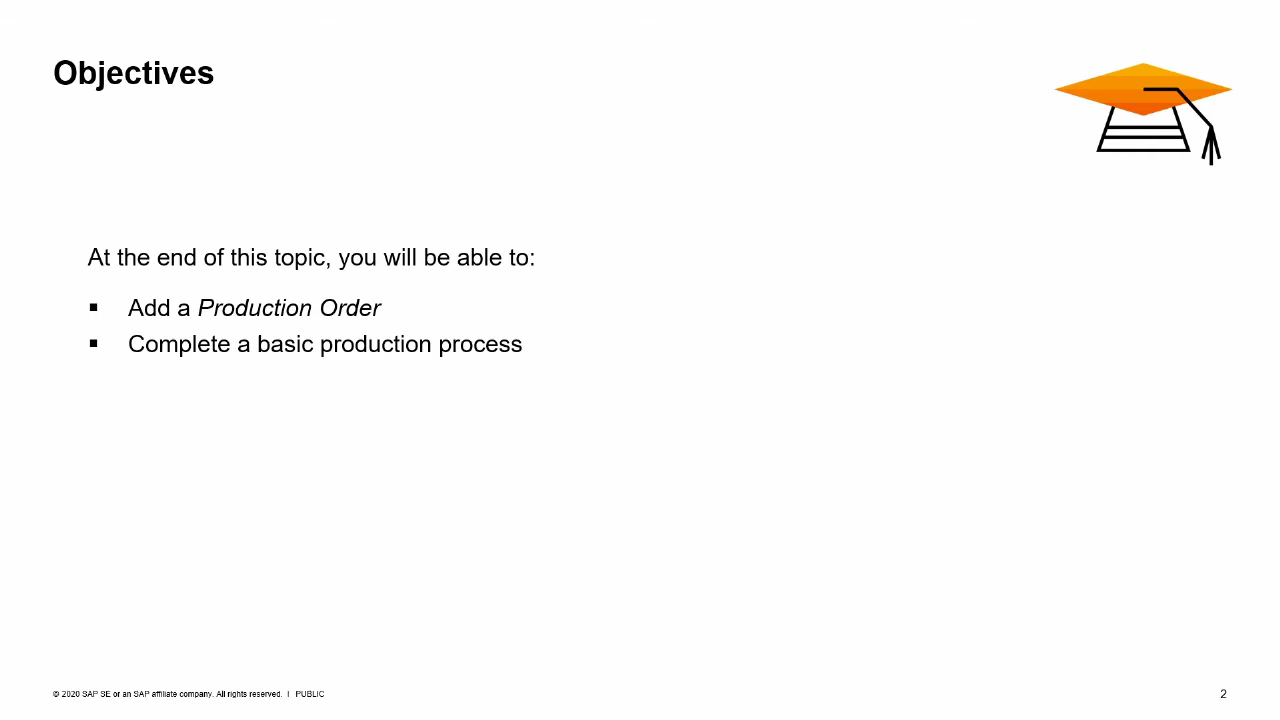 Objectives
At the end of this topic, you will be able to:
▪ Add a Production Order
▪ Complete a basic production process
© 2020 SAP SE or an SAP affiliate company. All rights reserved. ǀ PUBLIC
2